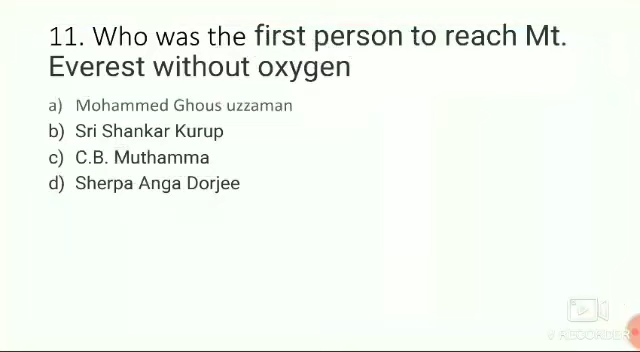 11. Who was the first person to reach Mt.
Everest without oxygen
a) Mohammed Ghous uzzaman
b) Sri Shankar Kurup
c) C.B. Muthamma
d) Sherpa Anga Dorjee
RECORDER